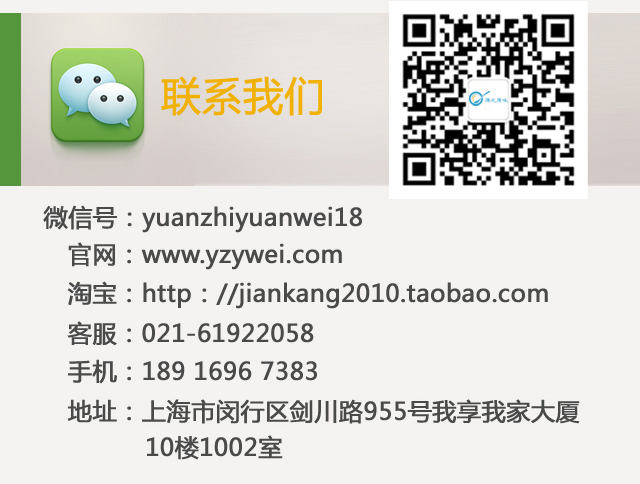 联系我们
微信号：yuanzhiyuanwei18
官网：www.yzywei.com
淘宝：http：//jiankang2010.taobao.com
客服：021-61922058
手机：189 1696 7383
地址：上海市闵行区剑川路955号我享我家大厦
10楼1002室